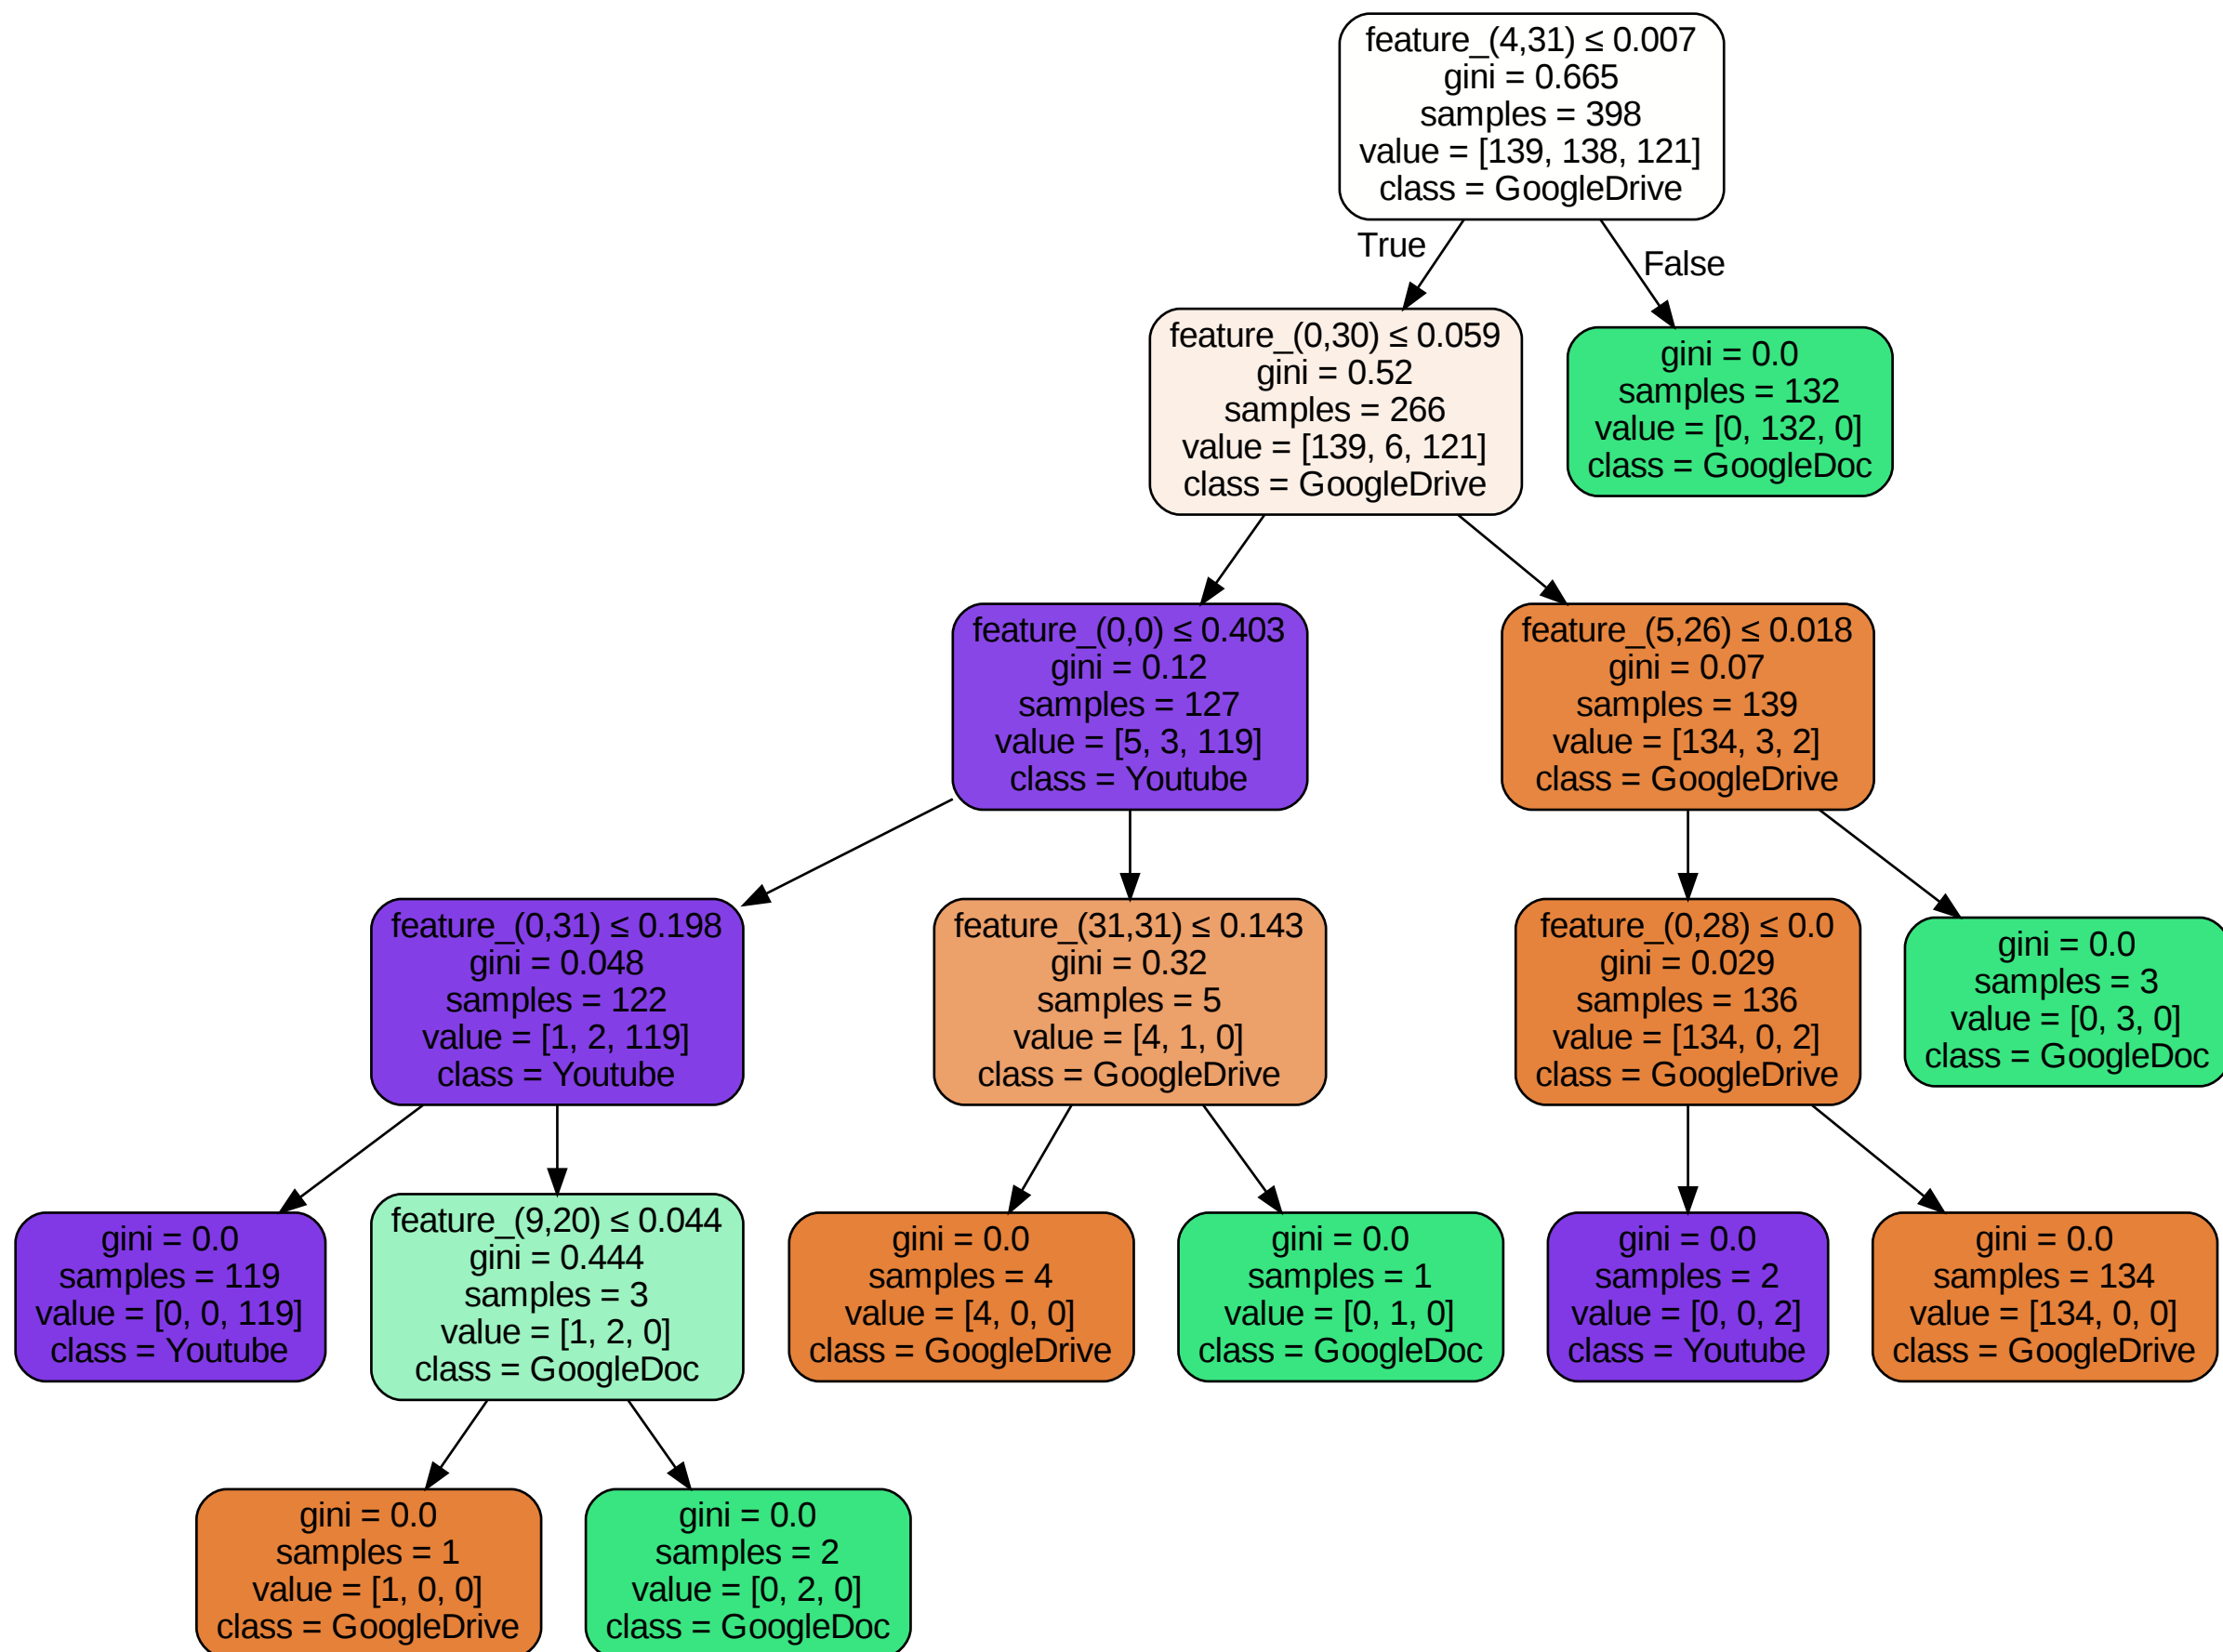 feature_(4,31) ≤ 0.007
gini = 0.665
samples = 398
value = [139, 138, 121]
class = GoogleDrive
True
False
feature_(0,30) ≤ 0.059
gini = 0.52
samples = 266
value = [139, 6, 121]
class = GoogleDrive
gini = 0.0
samples = 132
value = [0, 132, 0]
class = GoogleDoc
feature_(0,0) ≤ 0.403
gini = 0.12
samples = 127
value = [5, 3, 119]
class = Youtube
feature_(5,26) ≤ 0.018
gini = 0.07
samples = 139
value = [134, 3, 2]
class = GoogleDrive
feature_(0,31) ≤ 0.198
gini = 0.048
samples = 122
value = [1, 2, 119]
class = Youtube
feature_(31,31) ≤ 0.143
gini = 0.32
samples = 5
value = [4, 1, 0]
class = GoogleDrive
feature_(0,28) ≤ 0.0
gini = 0.029
samples = 136
value = [134, 0, 2]
class = GoogleDrive
gini = 0.0
samples = 3
value = [0, 3, 0]
class = GoogleDoc
gini = 0.0
samples = 119
value = [0, 0, 119]
class = Youtube
feature_(9,20) ≤ 0.044
gini = 0.444
samples = 3
value = [1, 2, 0]
class = GoogleDoc
gini = 0.0
samples = 4
value = [4, 0, 0]
class = GoogleDrive
gini = 0.0
samples = 1
value = [0, 1, 0]
class = GoogleDoc
gini = 0.0
samples = 2
value = [0, 0, 2]
class = Youtube
gini = 0.0
samples = 134
value = [134, 0, 0]
class = GoogleDrive
gini = 0.0
samples = 1
value = [1, 0, 0]
class = GoogleDrive
gini = 0.0
samples = 2
value = [0, 2, 0]
class = GoogleDoc